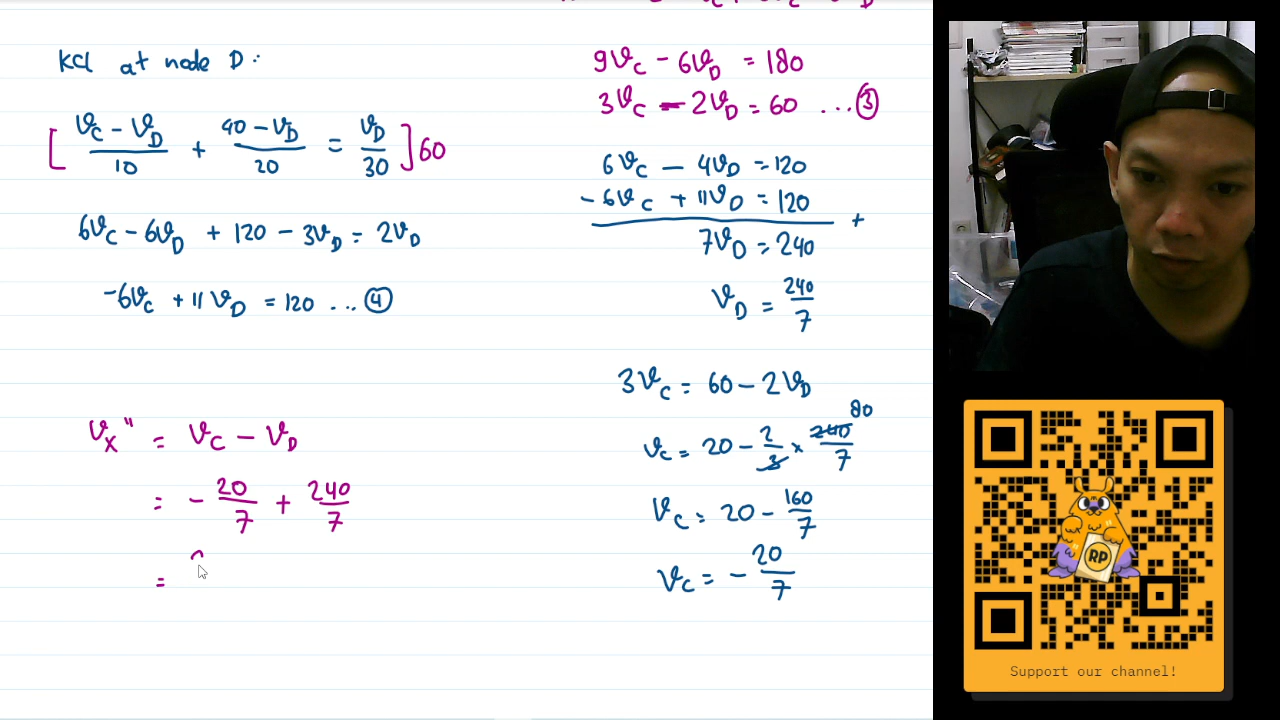 KCL at node D:
[ (v_C - v_D)/10 + (40 - v_D)/20 = v_D/30 ] 60
6v_C - 6v_D + 120 - 3v_D = 2v_D
-6v_C + 11v_D = 120 ... ④
v_x" = v_C - v_D
= - 20/7 + 240/7
=
9v_C - 6v_D = 180
3v_C - 2v_D = 60 ... ③
6v_C - 4v_D = 120
-6v_C + 11v_D = 120
+
7v_D = 240
v_D = 240/7
3v_C = 60 - 2v_D
80
v_C = 20 - 2/3 × 240/7
v_C = 20 - 160/7
v_C = - 20/7
RP
Support our channel!